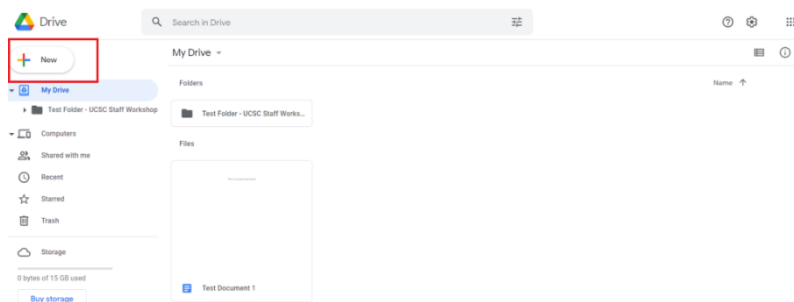 Drive
Search in Drive
New
My Drive
Test Folder - UCSC Staff Workshop
Computers
Shared with me
Recent
Starred
Trash
Storage
0 bytes of 15 GB used
Buy storage
My Drive
Folders
Name
Test Folder - UCSC Staff Works...
Files
Test Document 1